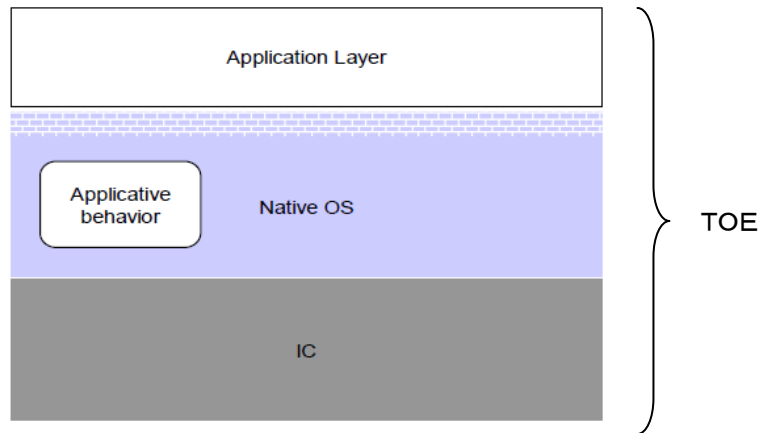 Application Layer
Applicative
behavior
Native OS
TOE
IC